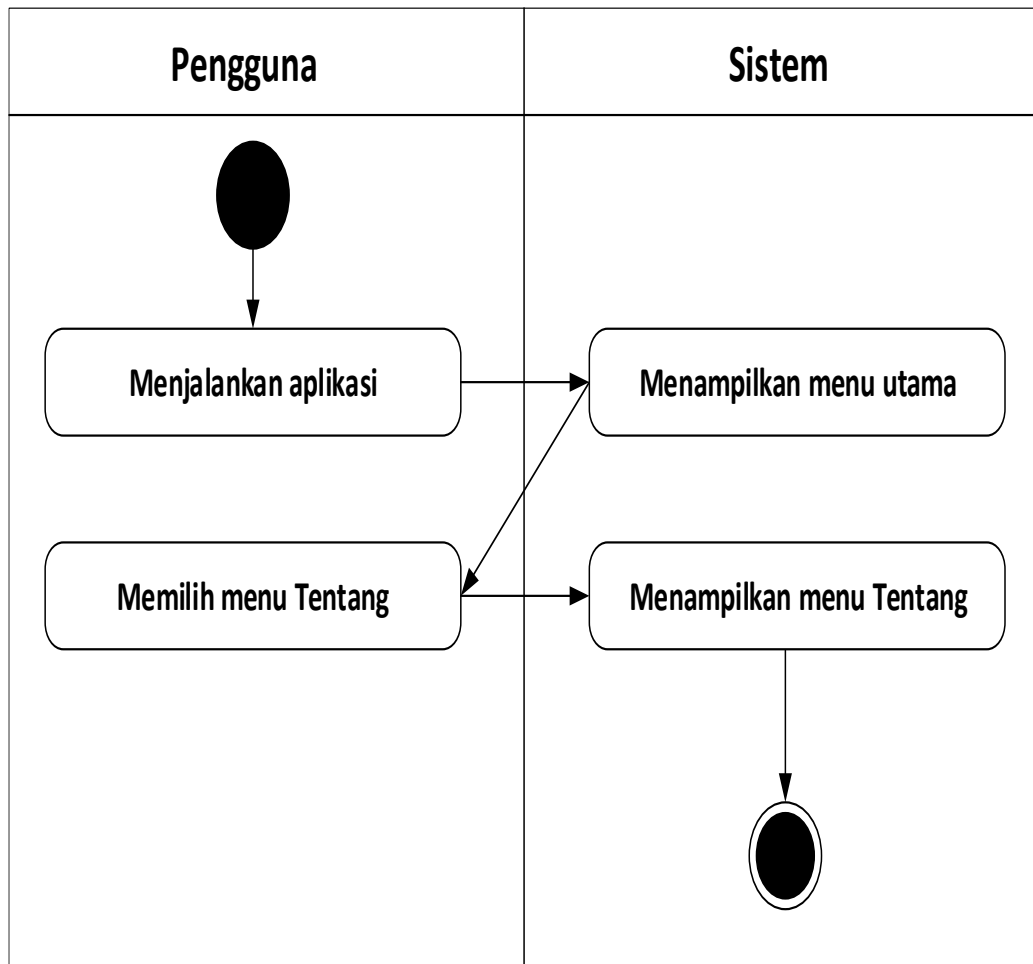 Pengguna
Sistem
Menjalankan aplikasi
Menampilkan menu utama
Memilih menu Tentang
Menampilkan menu Tentang